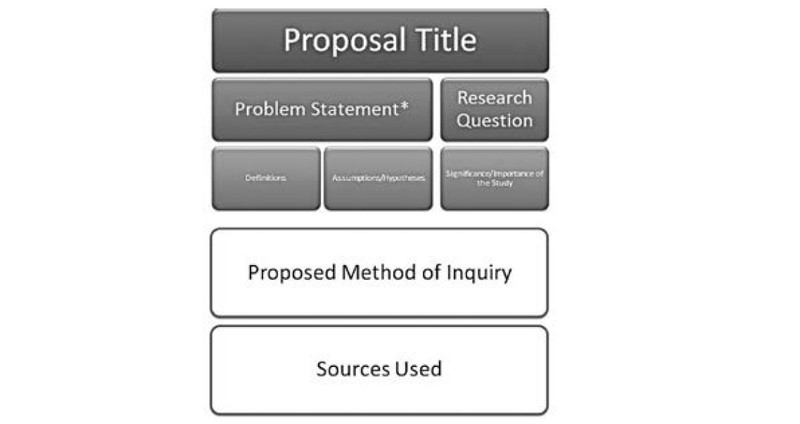 Proposal Title
Problem Statement*
Research
Question
Definitions
Assumptions/Hypotheses
Significance/Importance of
the Study
Proposed Method of Inquiry
Sources Used